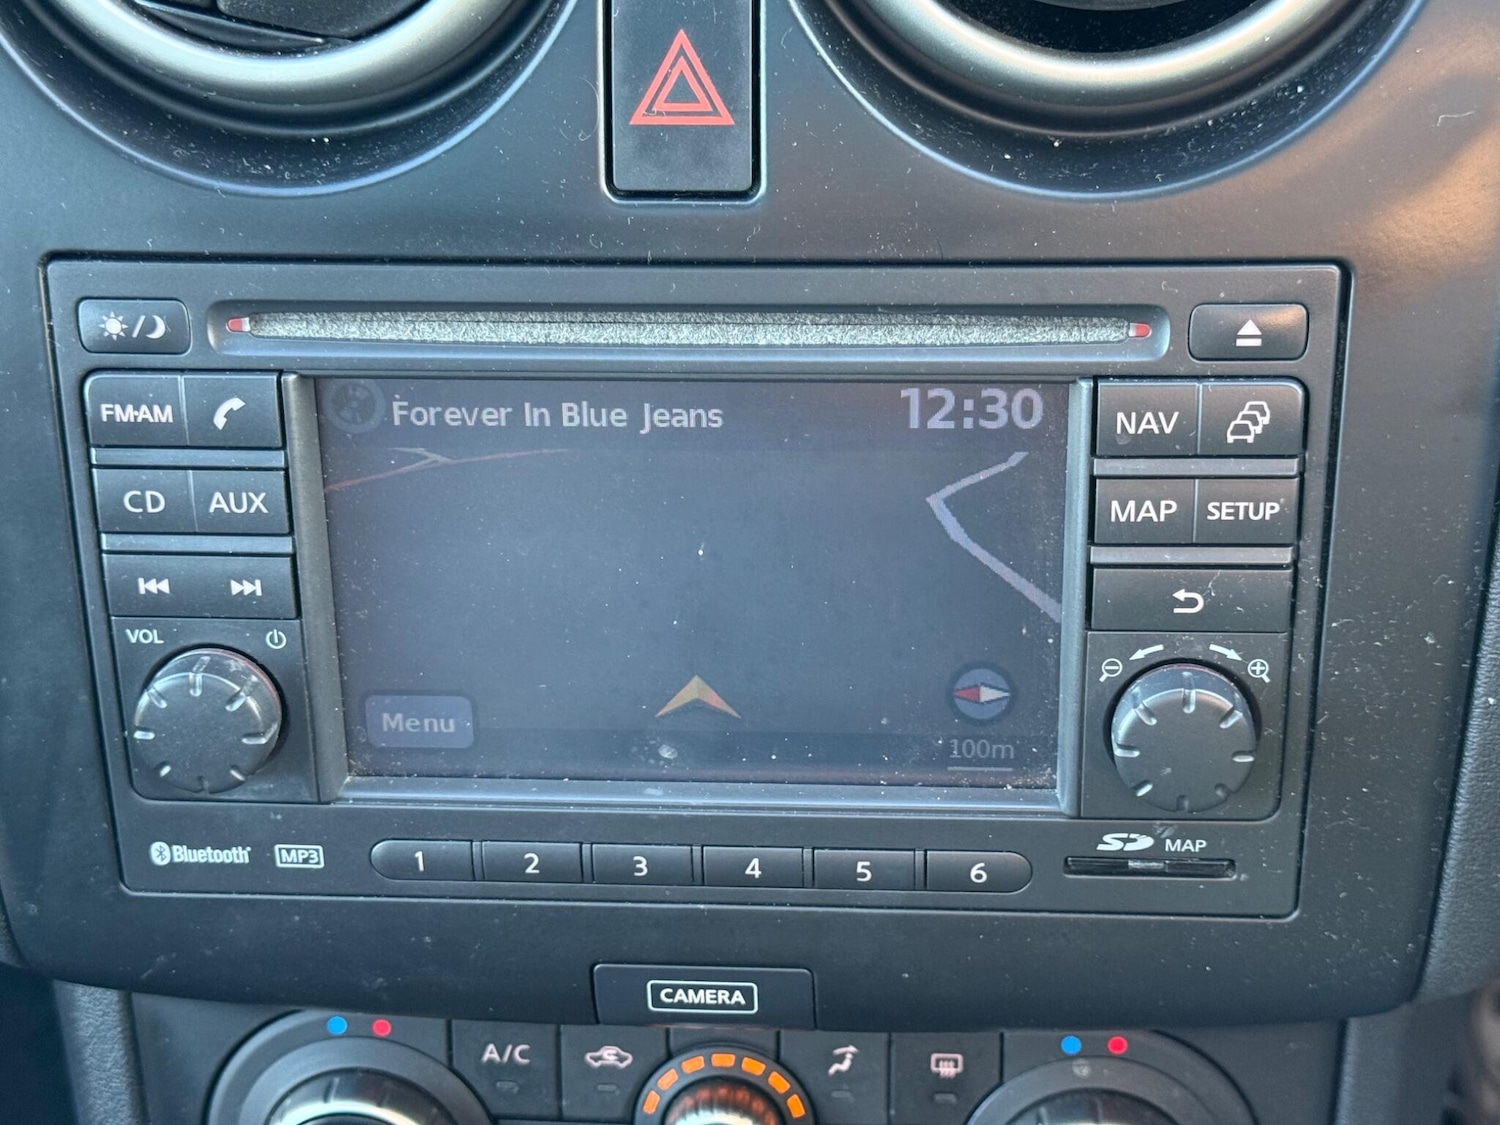 Forever In Blue Jeans
12:30
FM·AM
NAV
CD
AUX
MAP
SETUP
VOL
Menu
100m
Bluetooth
MP3
1
2
3
4
5
6
SD
MAP
CAMERA
A/C